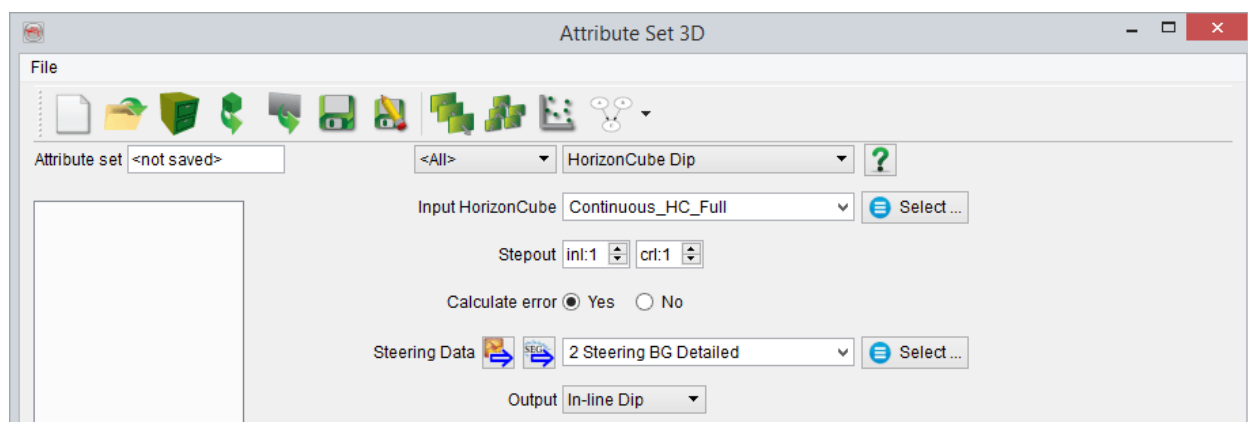 Attribute Set 3D
File
Attribute set <not saved> <All> HorizonCube Dip ?
Input HorizonCube Continuous_HC_Full Select ...
Stepout inl:1 crl:1
Calculate error Yes No
Steering Data SEG 2 Steering BG Detailed Select ...
Output In-line Dip